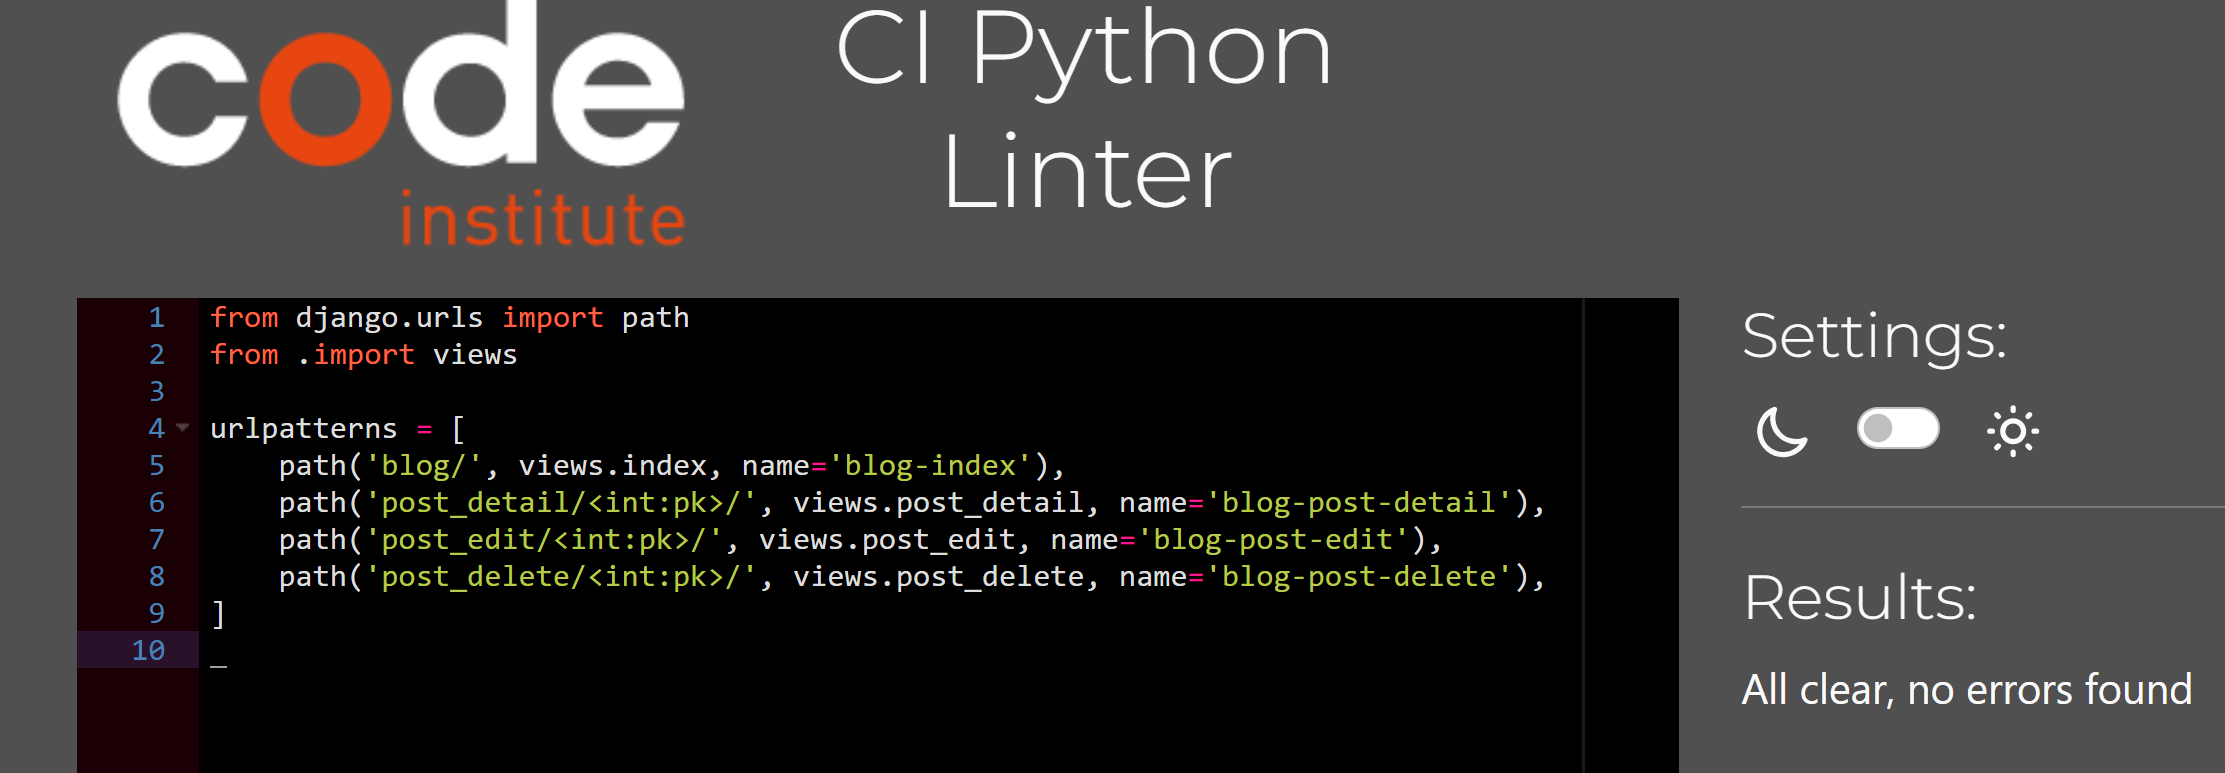 code
institute
CI Python
Linter
1 from django.urls import path
2 from .import views
3
4 urlpatterns = [
5     path('blog/', views.index, name='blog-index'),
6     path('post_detail/<int:pk>/', views.post_detail, name='blog-post-detail'),
7     path('post_edit/<int:pk>/', views.post_edit, name='blog-post-edit'),
8     path('post_delete/<int:pk>/', views.post_delete, name='blog-post-delete'),
9 ]
10
Settings:
Results:
All clear, no errors found